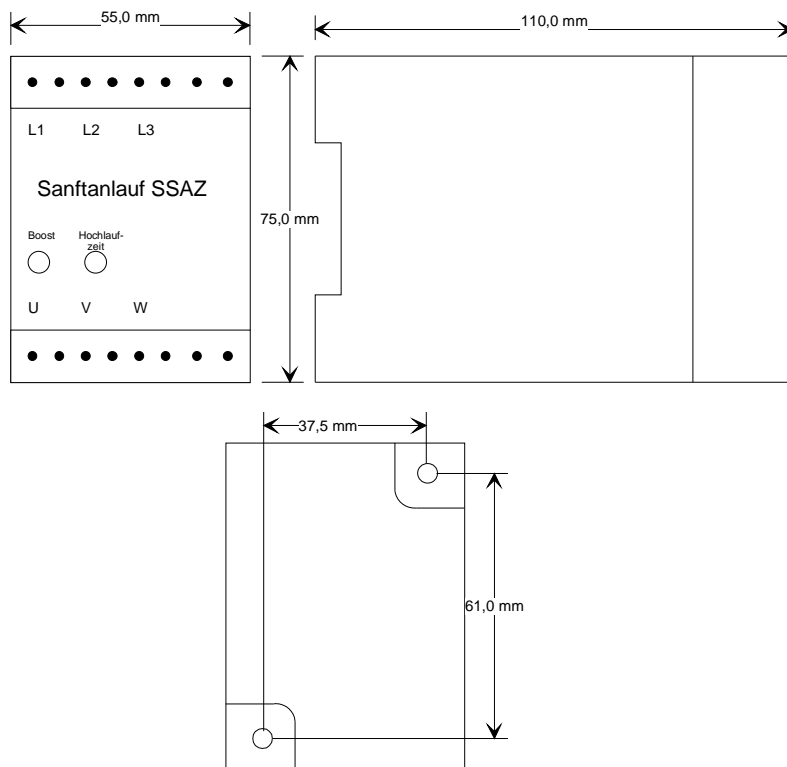 55,0 mm
110,0 mm
L1 L2 L3
Sanftanlauf SSAZ
75,0 mm
Boost
Hochlauf-
zeit
U V W
37,5 mm
61,0 mm